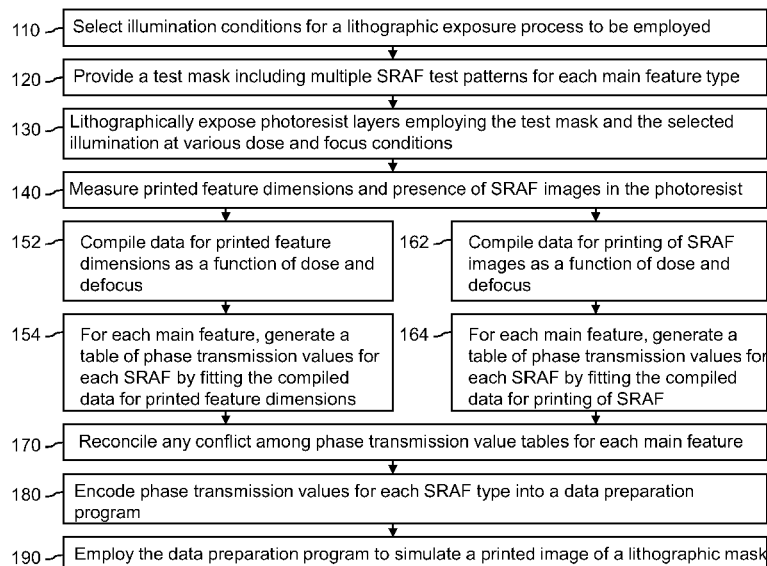 110 Select illumination conditions for a lithographic exposure process to be employed
120 Provide a test mask including multiple SRAF test patterns for each main feature type
130 Lithographically expose photoresist layers employing the test mask and the selected
illumination at various dose and focus conditions
140 Measure printed feature dimensions and presence of SRAF images in the photoresist
152 Compile data for printed feature
dimensions as a function of dose and
defocus
162 Compile data for printing of SRAF
images as a function of dose and
defocus
154 For each main feature, generate a
table of phase transmission values for
each SRAF by fitting the compiled
data for printed feature dimensions
164 For each main feature, generate a
table of phase transmission values for
each SRAF by fitting the compiled
data for printing of SRAF
170 Reconcile any conflict among phase transmission value tables for each main feature
180 Encode phase transmission values for each SRAF type into a data preparation
program
190 Employ the data preparation program to simulate a printed image of a lithographic mask